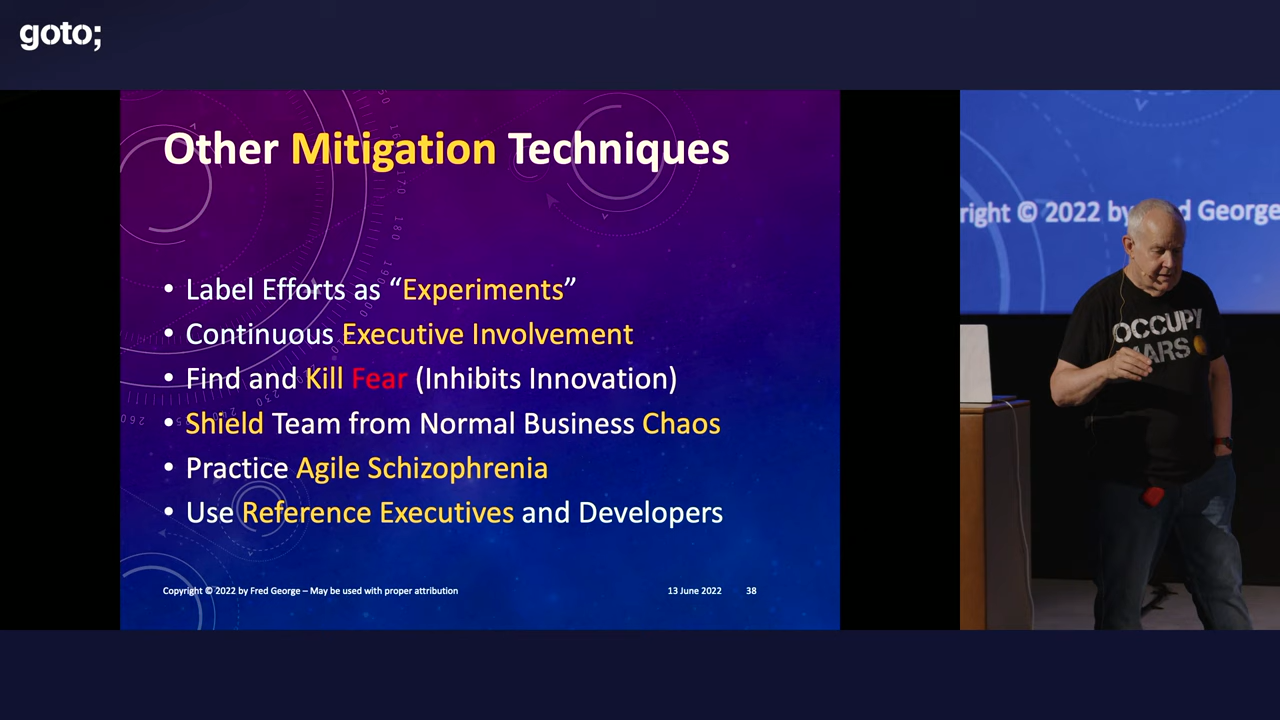 goto;
Other Mitigation Techniques
• Label Efforts as “Experiments”
• Continuous Executive Involvement
• Find and Kill Fear (Inhibits Innovation)
• Shield Team from Normal Business Chaos
• Practice Agile Schizophrenia
• Use Reference Executives and Developers
Copyright © 2022 by Fred George – May be used with proper attribution
13 June 2022 38
right © 2022 by d George
OCCUPY
MARS